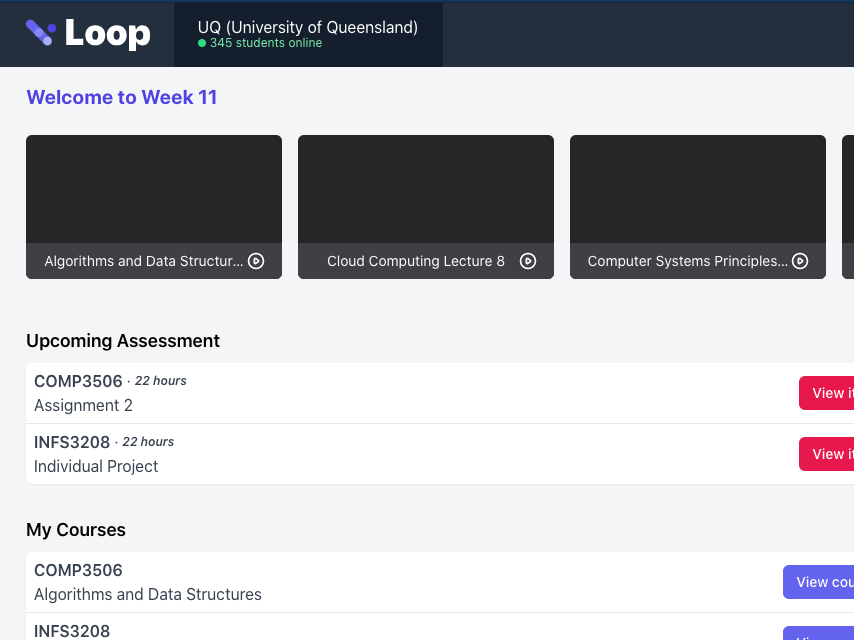 Loop
UQ (University of Queensland)
345 students online
Welcome to Week 11
Algorithms and Data Structur...
Cloud Computing Lecture 8
Computer Systems Principles...
Upcoming Assessment
COMP3506 · 22 hours
Assignment 2
View it
INFS3208 · 22 hours
Individual Project
View it
My Courses
COMP3506
Algorithms and Data Structures
View cou
INFS3208